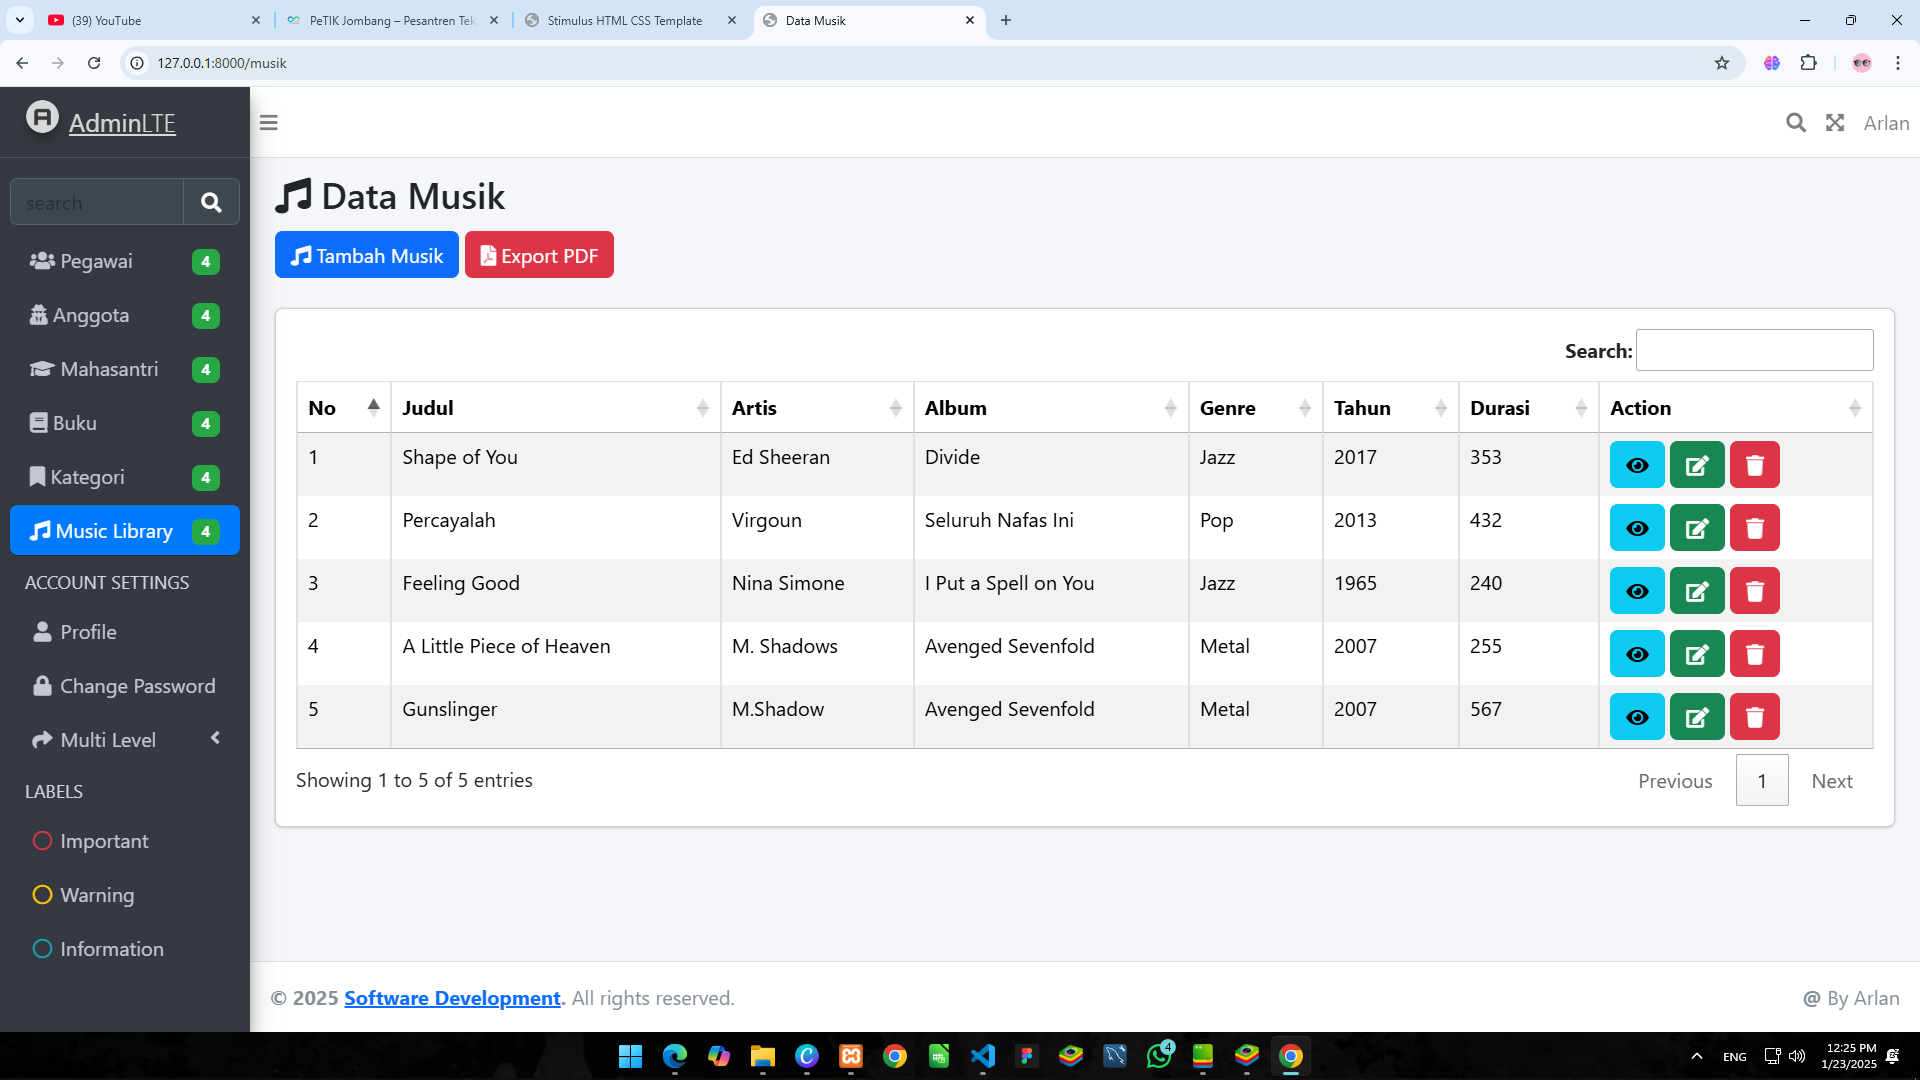 (39) YouTube
PeTIK Jombang – Pesantren Tek
Stimulus HTML CSS Template
Data Musik
127.0.0.1:8000/musik
AdminLTE
Arlan
search
Pegawai 4
Anggota 4
Mahasantri 4
Buku 4
Kategori 4
Music Library 4
ACCOUNT SETTINGS
Profile
Change Password
Multi Level
LABELS
Important
Warning
Information
Data Musik
Tambah Musik Export PDF
Search:
No Judul Artis Album Genre Tahun Durasi Action
1 Shape of You Ed Sheeran Divide Jazz 2017 353
2 Percayalah Virgoun Seluruh Nafas Ini Pop 2013 432
3 Feeling Good Nina Simone I Put a Spell on You Jazz 1965 240
4 A Little Piece of Heaven M. Shadows Avenged Sevenfold Metal 2007 255
5 Gunslinger M.Shadow Avenged Sevenfold Metal 2007 567
Showing 1 to 5 of 5 entries
Previous 1 Next
© 2025 Software Development. All rights reserved.
@ By Arlan
4
ENG
12:25 PM
1/23/2025